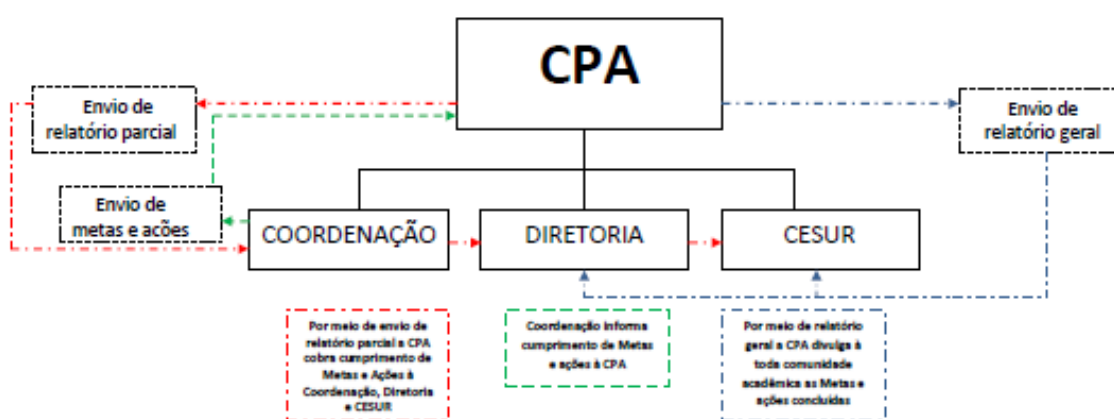 CPA
Envio de
relatório parcial
Envio de
relatório geral
Envio de
metas e acões
COORDENAÇÃO
DIRETORIA
CESUR
Por meio de envio de
relatório parcial a CPA
cobra cumprimento de
Metas e Ações à
Coordenação, Diretoria
e CESUR
Coordenação informa
cumprimento de Metas
e ações à CPA
Por meio de relatório
geral a CPA divulga à
toda comunidade
acadêmica as Metas e
ações concluídas